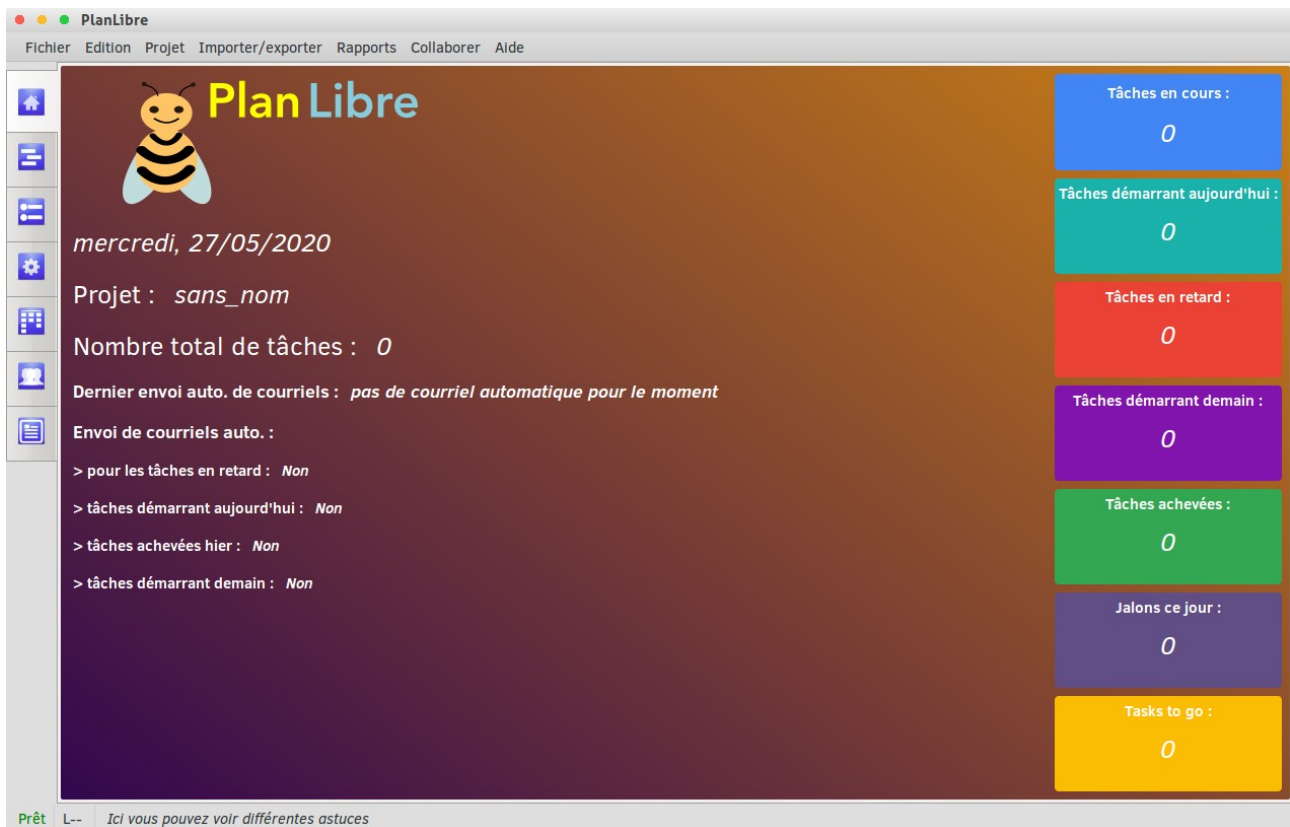 PlanLibre
Fichier Edition Projet Importer/exporter Rapports Collaborer Aide
Plan Libre
mercredi, 27/05/2020
Projet : sans_nom
Nombre total de tâches : 0
Dernier envoi auto. de courriels : pas de courriel automatique pour le moment
Envoi de courriels auto. :
> pour les tâches en retard : Non
> tâches démarrant aujourd'hui : Non
> tâches achevées hier : Non
> tâches démarrant demain : Non
Tâches en cours :
0
Tâches démarrant aujourd'hui :
0
Tâches en retard :
0
Tâches démarrant demain :
0
Tâches achevées :
0
Jalons ce jour :
0
Tasks to go :
0
Prêt L-- Ici vous pouvez voir différentes astuces